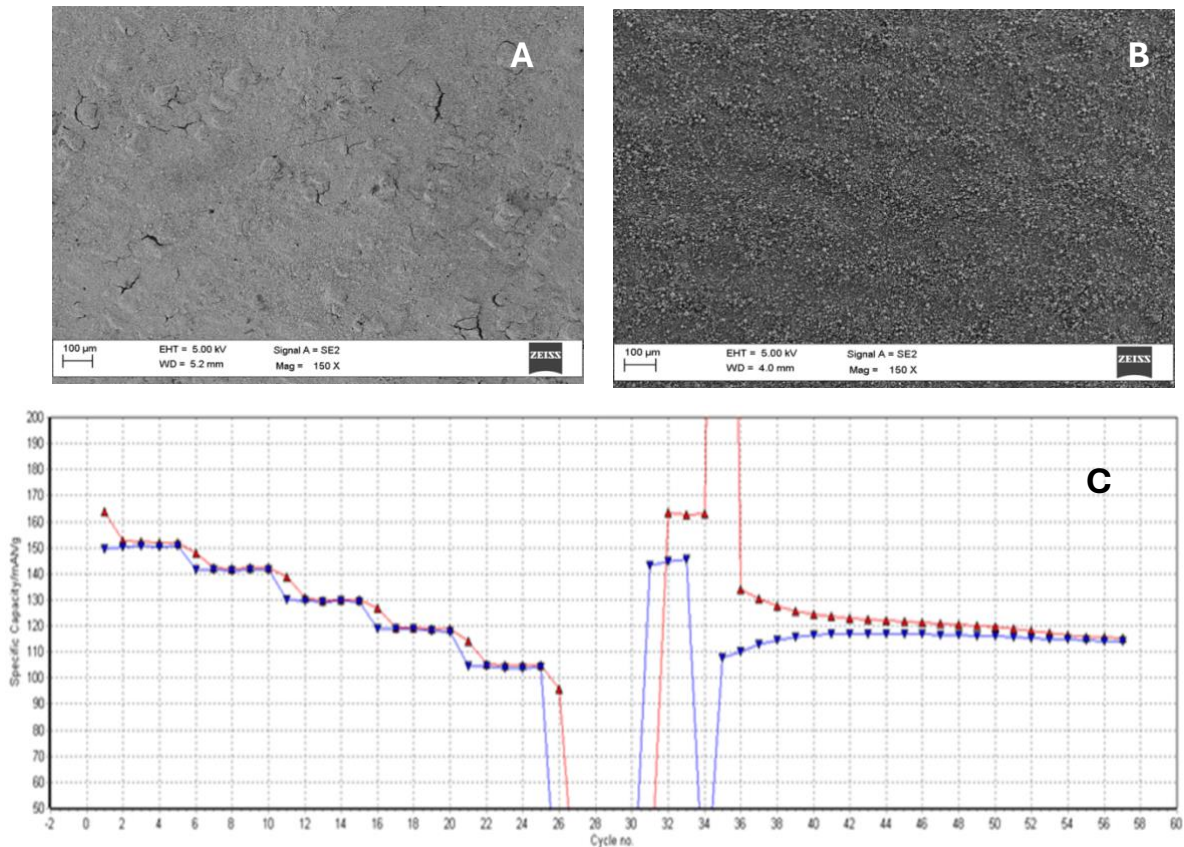 A
100 µm
EHT = 5.00 kV
Signal A = SE2
WD = 5.2 mm
Mag = 150 X
ZEISS
B
100 µm
EHT = 5.00 kV
Signal A = SE2
WD = 4.0 mm
Mag = 150 X
ZEISS
C
Specific Capacity/mAh/g
200
190
180
170
160
150
140
130
120
110
100
90
80
70
60
50
-2 0 2 4 6 8 10 12 14 16 18 20 22 24 26 28 30 32 34 36 38 40 42 44 46 48 50 52 54 56 58 60
Cycle no.